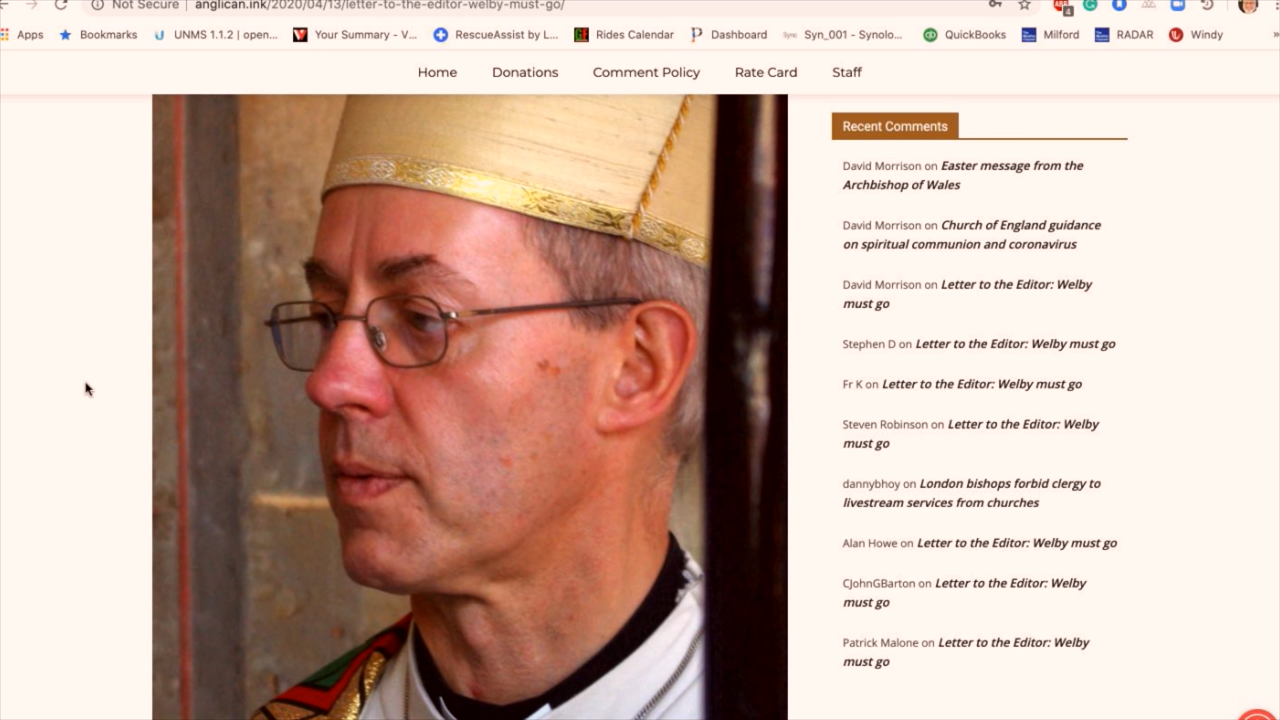 Not Secure anglican.ink/2020/04/13/letter-to-the-editor-welby-must-go/
4
Apps Bookmarks UNMS 1.1.2 | open... Your Summary - V... RescueAssist by L... Rides Calendar Dashboard Syn_001 - Synolo... QuickBooks Milford RADAR Windy »
Home Donations Comment Policy Rate Card Staff
Recent Comments
David Morrison on Easter message from the
Archbishop of Wales
David Morrison on Church of England guidance
on spiritual communion and coronavirus
David Morrison on Letter to the Editor: Welby
must go
Stephen D on Letter to the Editor: Welby must go
Fr K on Letter to the Editor: Welby must go
Steven Robinson on Letter to the Editor: Welby
must go
dannybhoy on London bishops forbid clergy to
livestream services from churches
Alan Howe on Letter to the Editor: Welby must go
CJohnGBarton on Letter to the Editor: Welby
must go
Patrick Malone on Letter to the Editor: Welby
must go